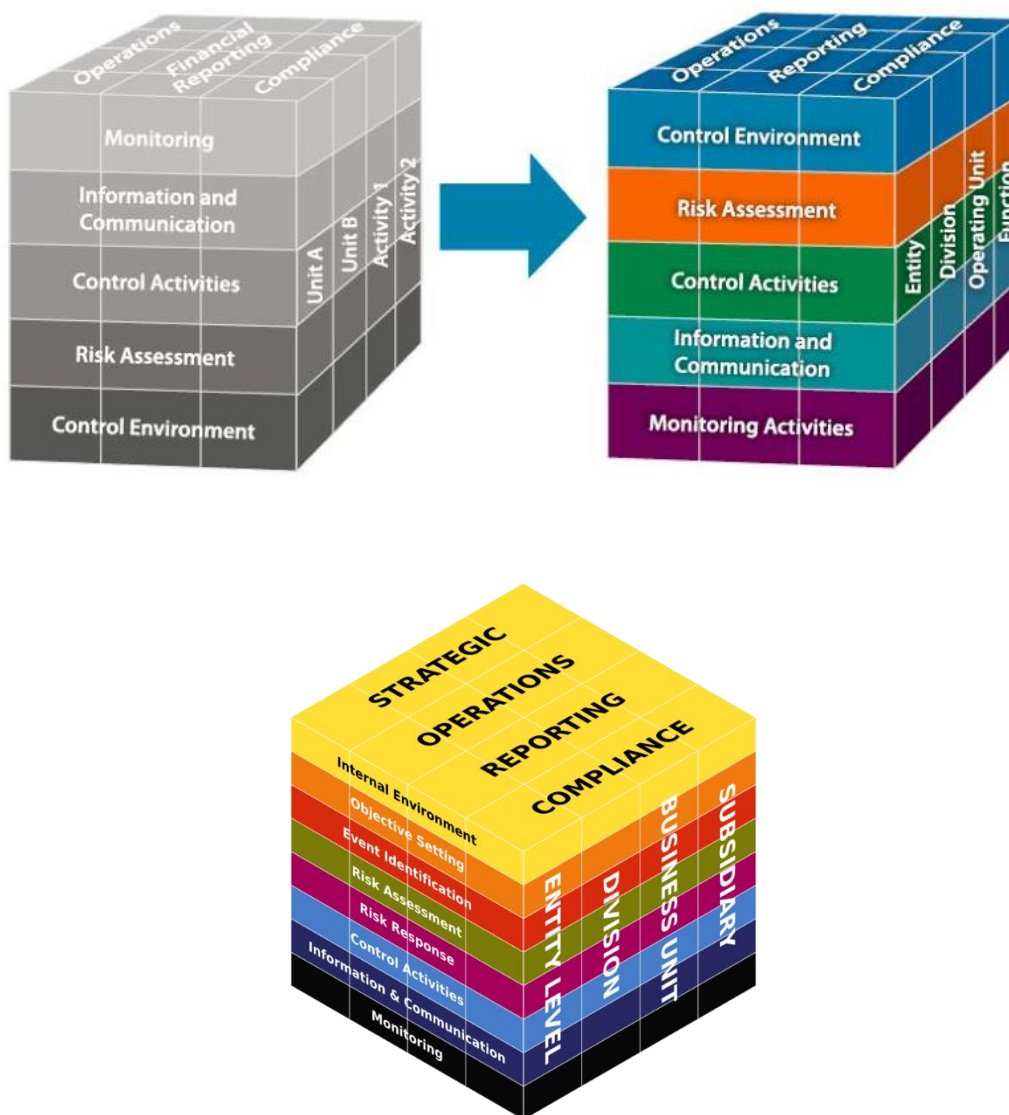 Operations
Financial
Reporting
Compliance
Monitoring
Information and
Communication
Control Activities
Risk Assessment
Control Environment
Unit A
Unit B
Activity 1
Activity 2
Operations
Reporting
Compliance
Control Environment
Risk Assessment
Control Activities
Information and
Communication
Monitoring Activities
Entity
Division
Operating Unit
Function
STRATEGIC
OPERATIONS
REPORTING
COMPLIANCE
Internal Environment
Objective Setting
Event Identification
Risk Assessment
Risk Response
Control Activities
Information & Communication
Monitoring
ENTITY LEVEL
DIVISION
BUSINESS UNIT
SUBSIDIARY